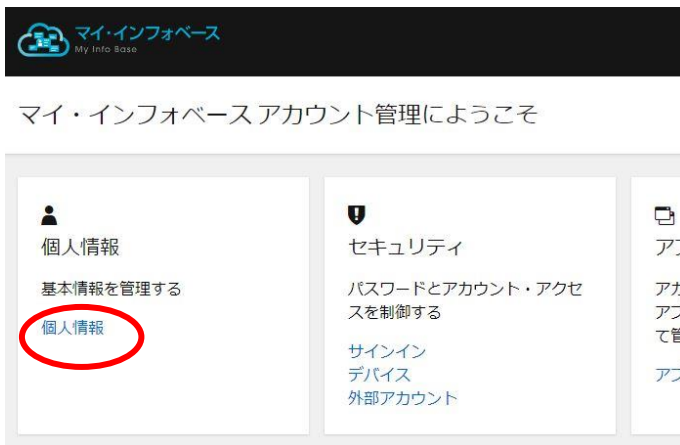 マイ・インフォベース
My Info Base
マイ・インフォベース アカウント管理にようこそ
個人情報
基本情報を管理する
個人情報
セキュリティ
パスワードとアカウント・アクセ
スを制御する
サインイン
デバイス
外部アカウント